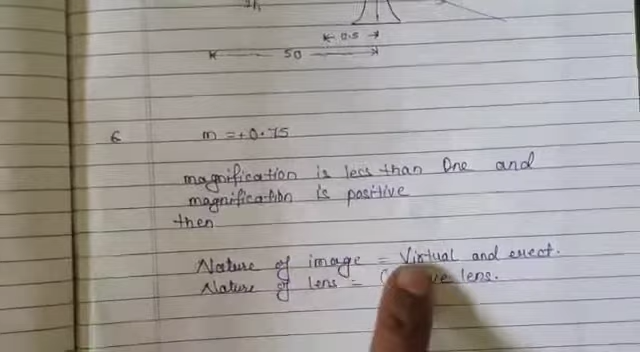 0.5
50
6 m = +0.75
magnification is less than One and
magnification is positive
then
Nature of image = Virtual and erect.
Nature of lens = lens.